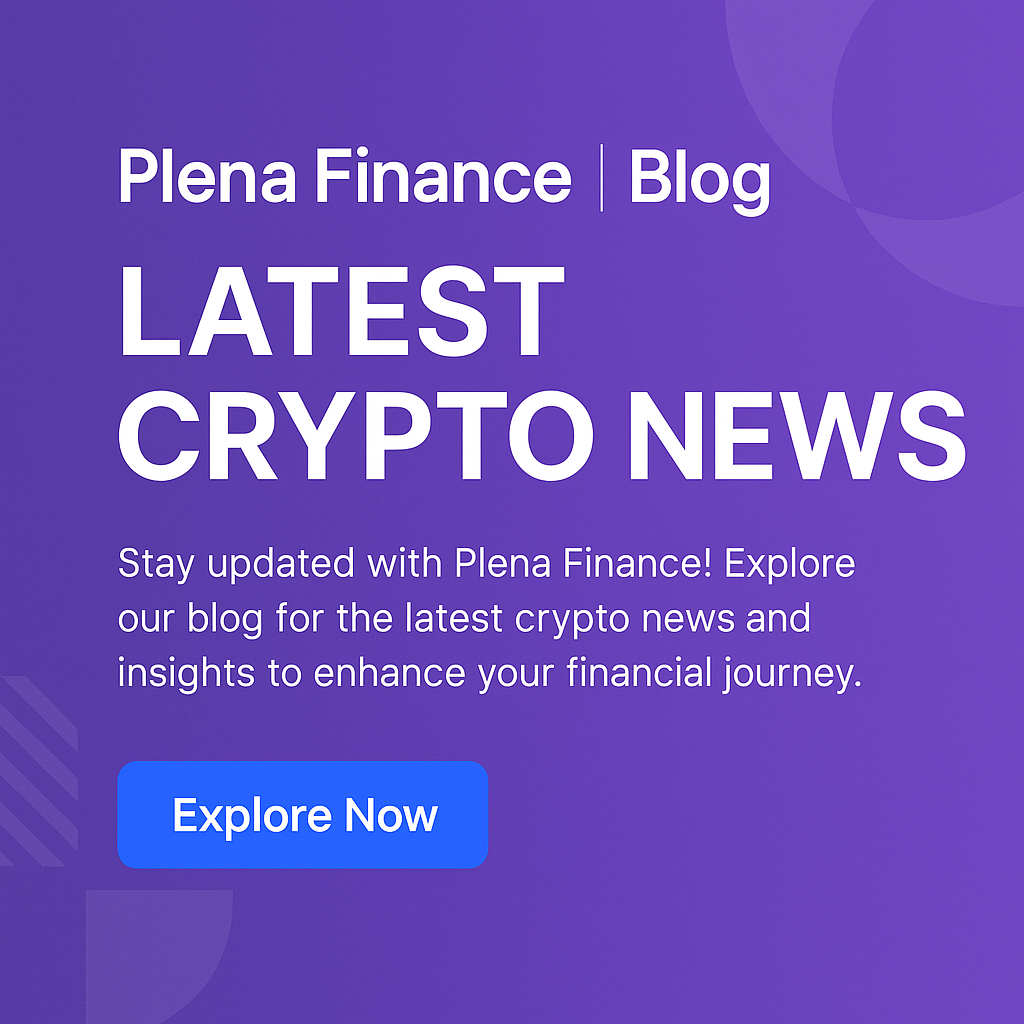 Plena Finance | Blog
LATEST
CRYPTO NEWS
Stay updated with Plena Finance! Explore
our blog for the latest crypto news and
insights to enhance your financial journey.
Explore Now